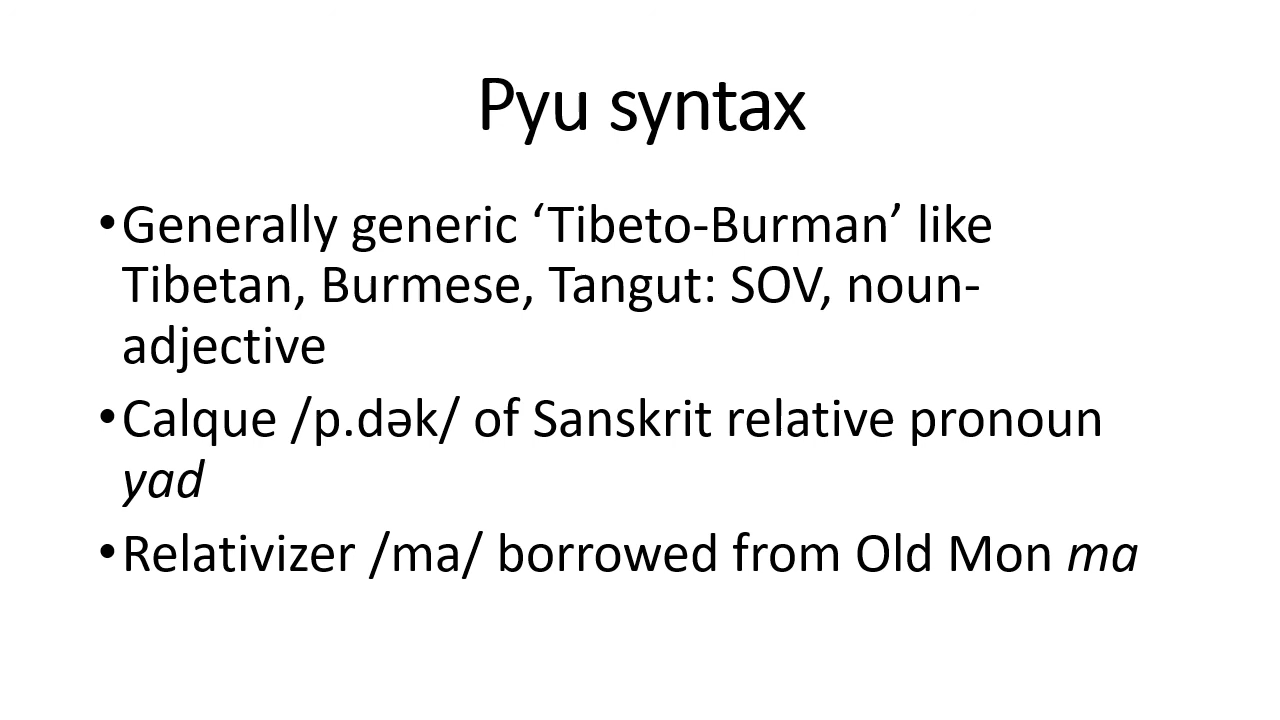 Pyu syntax
•Generally generic ‘Tibeto-Burman’ like
Tibetan, Burmese, Tangut: SOV, noun-
adjective
•Calque /p.dək/ of Sanskrit relative pronoun
yad
•Relativizer /ma/ borrowed from Old Mon ma